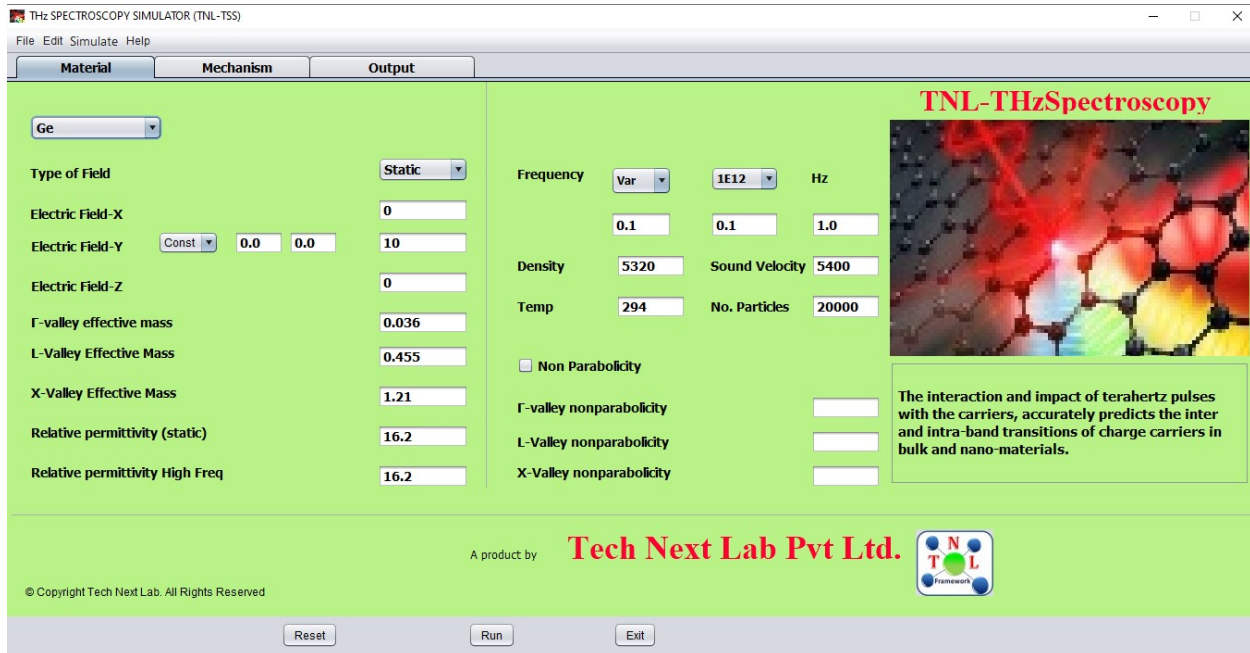 THz SPECTROSCOPY SIMULATOR (TNL-TSS)
File Edit Simulate Help
Material Mechanism Output
TNL-THzSpectroscopy
Ge
Type of Field Static
Frequency Var 1E12 Hz
Electric Field-X 0
0.1 0.1 1.0
Electric Field-Y Const 0.0 0.0 10
Density 5320 Sound Velocity 5400
Electric Field-Z 0
Temp 294 No. Particles 20000
Γ-valley effective mass 0.036
L-Valley Effective Mass 0.455
Non Parabolicity
X-Valley Effective Mass 1.21
Γ-valley nonparabolicity
Relative permittivity (static) 16.2
L-Valley nonparabolicity
Relative permittivity High Freq 16.2
X-Valley nonparabolicity
The interaction and impact of terahertz pulses
with the carriers, accurately predicts the inter
and intra-band transitions of charge carriers in
bulk and nano-materials.
A product by Tech Next Lab Pvt Ltd.
N
T L
Framework
© Copyright Tech Next Lab. All Rights Reserved
Reset Run Exit